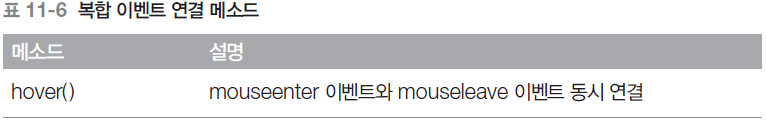 표 11-6 복합 이벤트 연결 메소드
메소드 설명
hover() mouseenter 이벤트와 mouseleave 이벤트 동시 연결